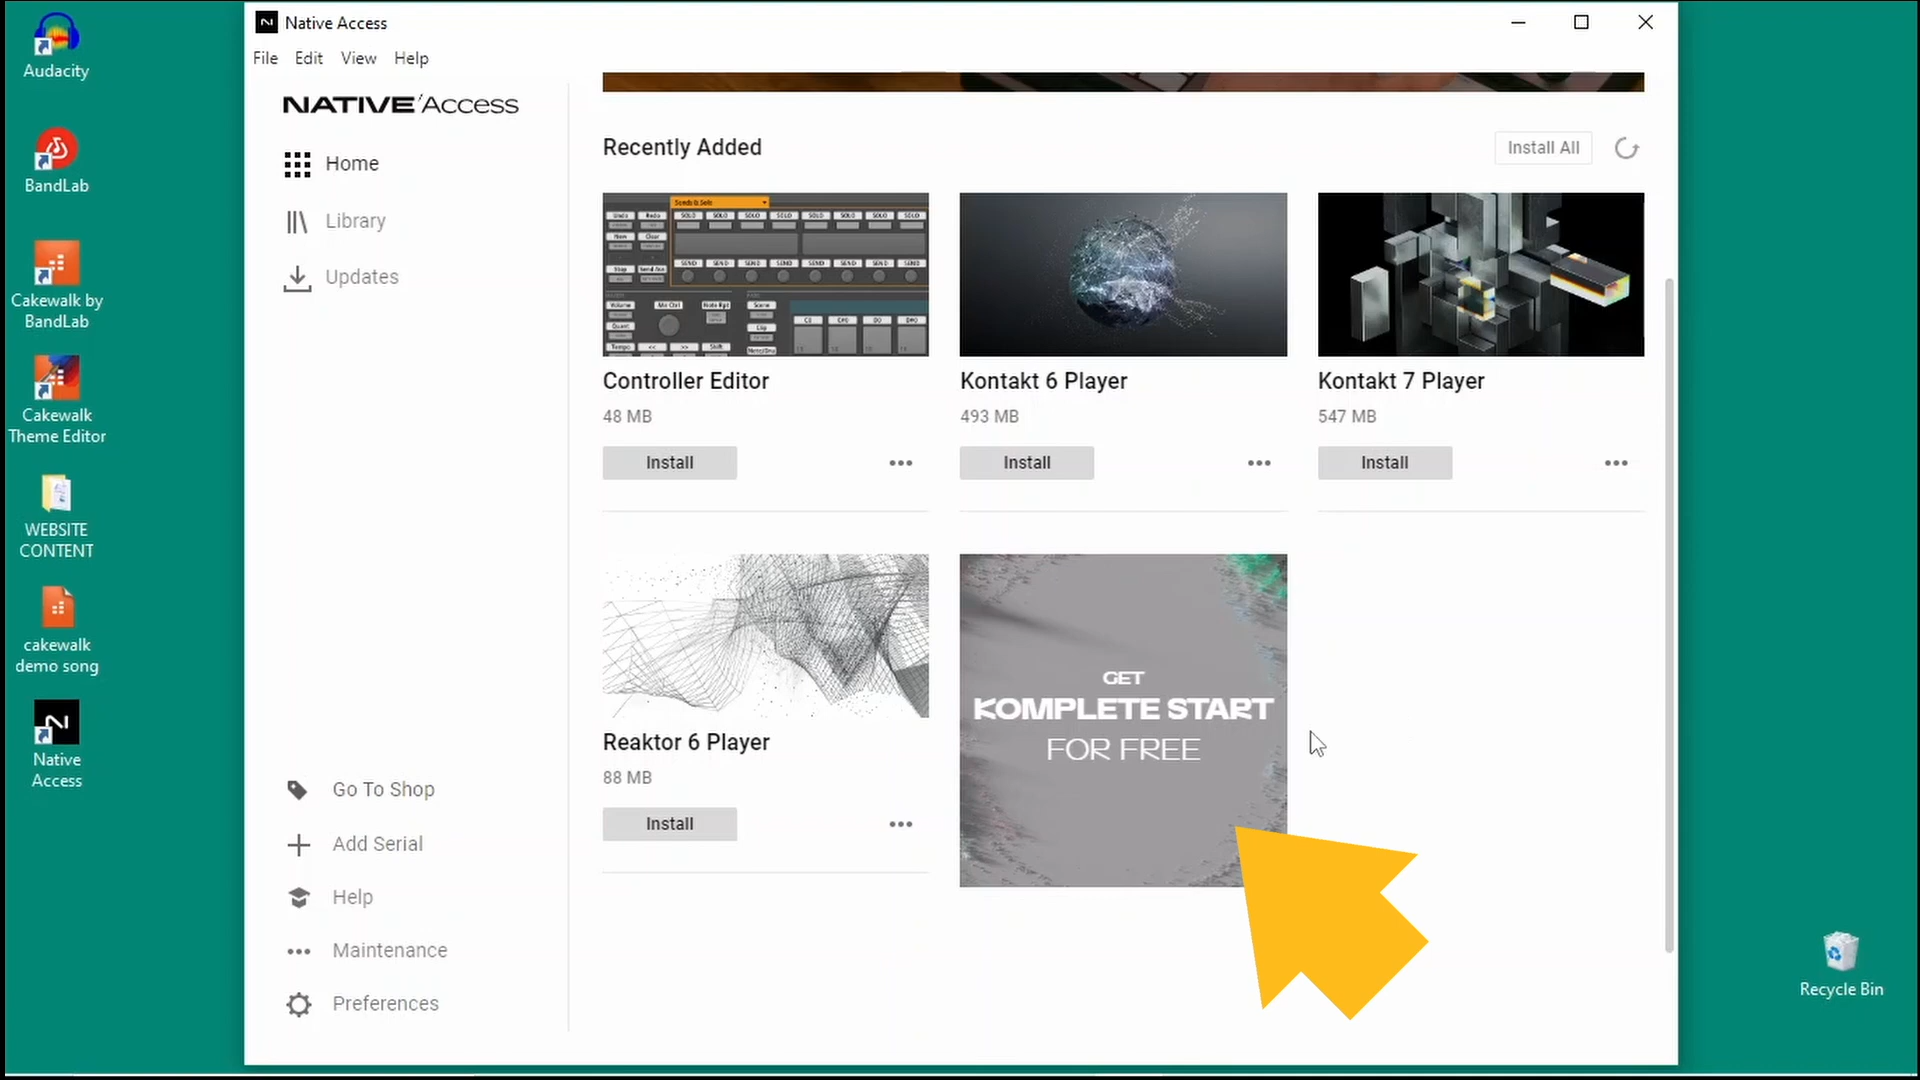 Native Access
File Edit View Help
NATIVE Access
Home
Library
Updates
Go To Shop
Add Serial
Help
Maintenance
Preferences
Recently Added
Install All
Controller Editor
48 MB
Install
Kontakt 6 Player
493 MB
Install
Kontakt 7 Player
547 MB
Install
Reaktor 6 Player
88 MB
Install
GET
KOMPLETE START
FOR FREE
Audacity
BandLab
Cakewalk by
BandLab
Cakewalk
Theme Editor
WEBSITE
CONTENT
cakewalk
demo song
Native
Access
Recycle Bin